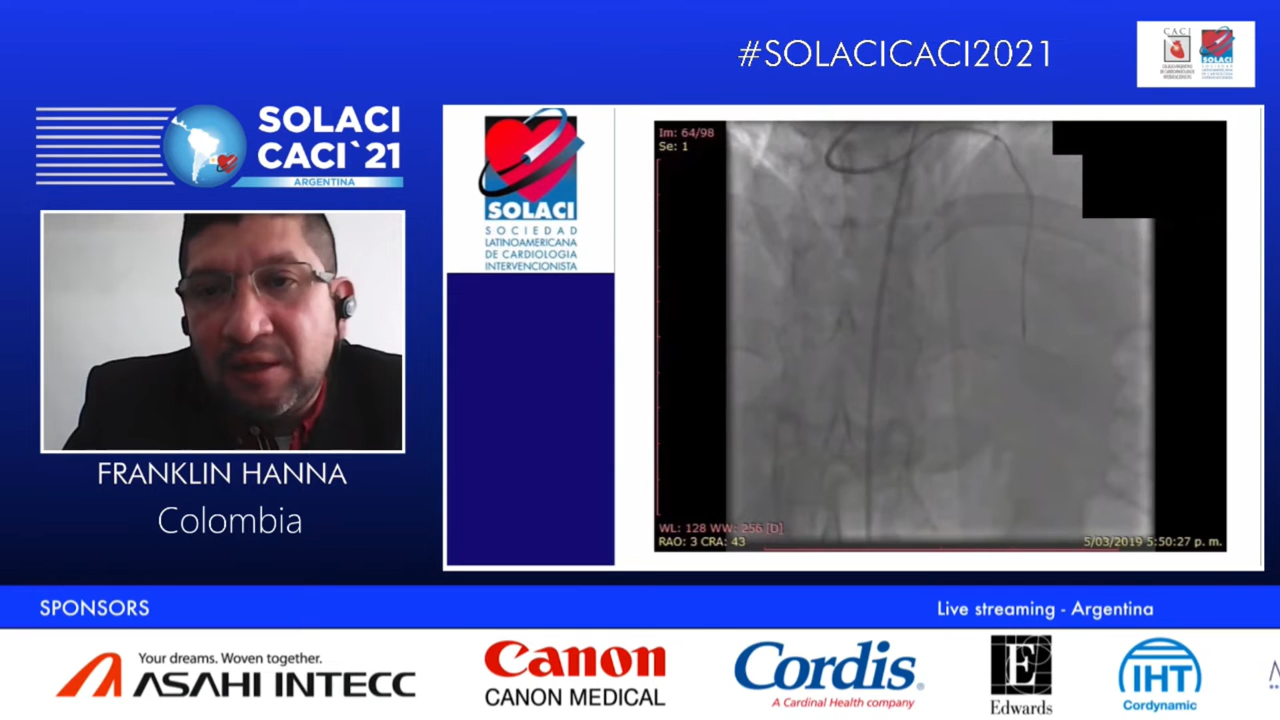 #SOLACICACI2021
CACI
SOLACI
SOLACI
CACI`21
ARGENTINA
SOLACI
SOCIEDAD
LATINOAMERICANA
DE CARDIOLOGIA
INTERVENCIONISTA
Im: 64/98
Se: 1
WL: 128 WW: 256 [D]
RAO: 3 CRA: 43
5/03/2019 5:50:27 p. m.
FRANKLIN HANNA
Colombia
SPONSORS
Live streaming - Argentina
Your dreams. Woven together.
ASAHI INTECC
Canon
CANON MEDICAL
Cordis®
A Cardinal Health company
E
Edwards
IHT
Cordynamic